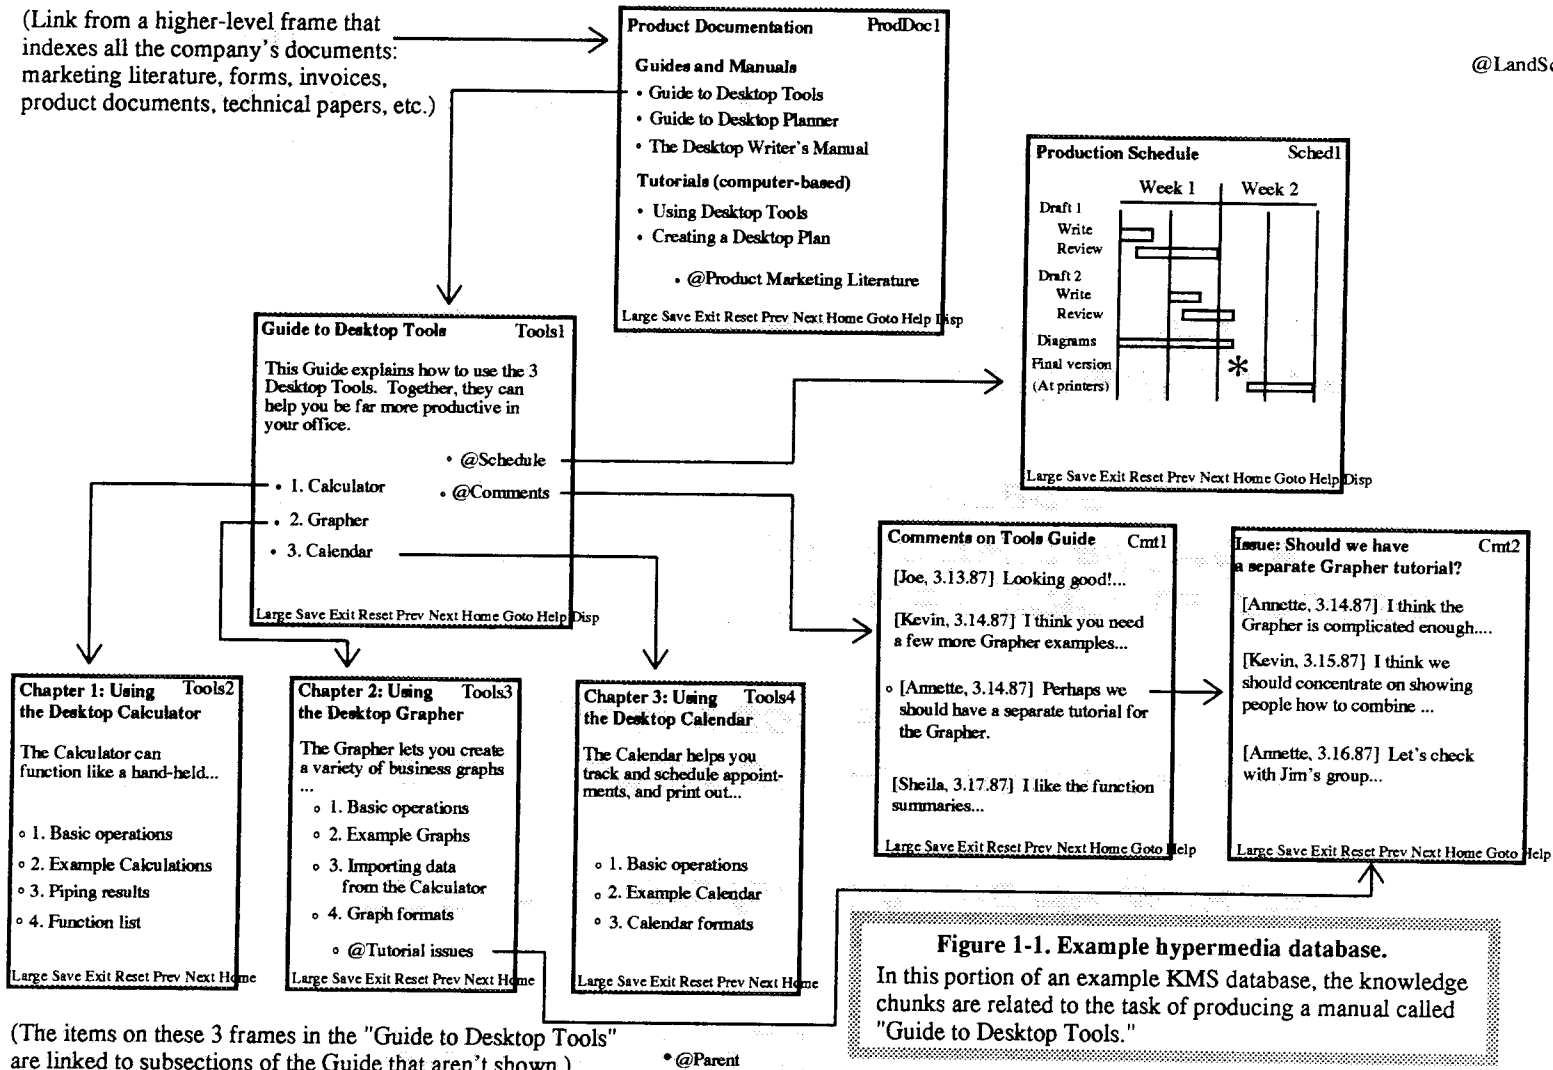 (Link from a higher-level frame that
indexes all the company's documents:
marketing literature, forms, invoices,
product documents, technical papers, etc.)
Product Documentation ProdDoc1
Guides and Manuals
• Guide to Desktop Tools
• Guide to Desktop Planner
• The Desktop Writer's Manual
Tutorials (computer-based)
• Using Desktop Tools
• Creating a Desktop Plan
• @Product Marketing Literature
Large Save Exit Reset Prev Next Home Goto Help Disp
Production Schedule Sched1
Week 1 Week 2
Draft 1
Write
Review
Draft 2
Write
Review
Diagrams
Final version *
(At printers)
Large Save Exit Reset Prev Next Home Goto Help Disp
Guide to Desktop Tools Tools1
This Guide explains how to use the 3
Desktop Tools. Together, they can
help you be far more productive in
your office.
• @Schedule
• 1. Calculator • @Comments
• 2. Grapher
• 3. Calendar
Large Save Exit Reset Prev Next Home Goto Help Disp
Comments on Tools Guide Cmt1
[Joe, 3.13.87] Looking good!...
[Kevin, 3.14.87] I think you need
a few more Grapher examples...
∘ [Annette, 3.14.87] Perhaps we
should have a separate tutorial for
the Grapher.
[Sheila, 3.17.87] I like the function
summaries...
Large Save Exit Reset Prev Next Home Goto Help
Issue: Should we have Cmt2
a separate Grapher tutorial?
[Annette, 3.14.87] I think the
Grapher is complicated enough....
[Kevin, 3.15.87] I think we
should concentrate on showing
people how to combine ...
[Annette, 3.16.87] Let's check
with Jim's group...
Large Save Exit Reset Prev Next Home Goto Help
Chapter 1: Using Tools2
the Desktop Calculator
The Calculator can
function like a hand-held...
∘ 1. Basic operations
∘ 2. Example Calculations
∘ 3. Piping results
∘ 4. Function list
Large Save Exit Reset Prev Next Home
Chapter 2: Using Tools3
the Desktop Grapher
The Grapher lets you create
a variety of business graphs
...
∘ 1. Basic operations
∘ 2. Example Graphs
∘ 3. Importing data
from the Calculator
∘ 4. Graph formats
∘ @Tutorial issues
Large Save Exit Reset Prev Next Home
Chapter 3: Using Tools4
the Desktop Calendar
The Calendar helps you
track and schedule appoint-
ments, and print out...
∘ 1. Basic operations
∘ 2. Example Calendar
∘ 3. Calendar formats
Large Save Exit Reset Prev Next Home
Figure 1-1. Example hypermedia database.
In this portion of an example KMS database, the knowledge
chunks are related to the task of producing a manual called
"Guide to Desktop Tools."
(The items on these 3 frames in the "Guide to Desktop Tools"
are linked to subsections of the Guide that aren't shown.)
• @Parent